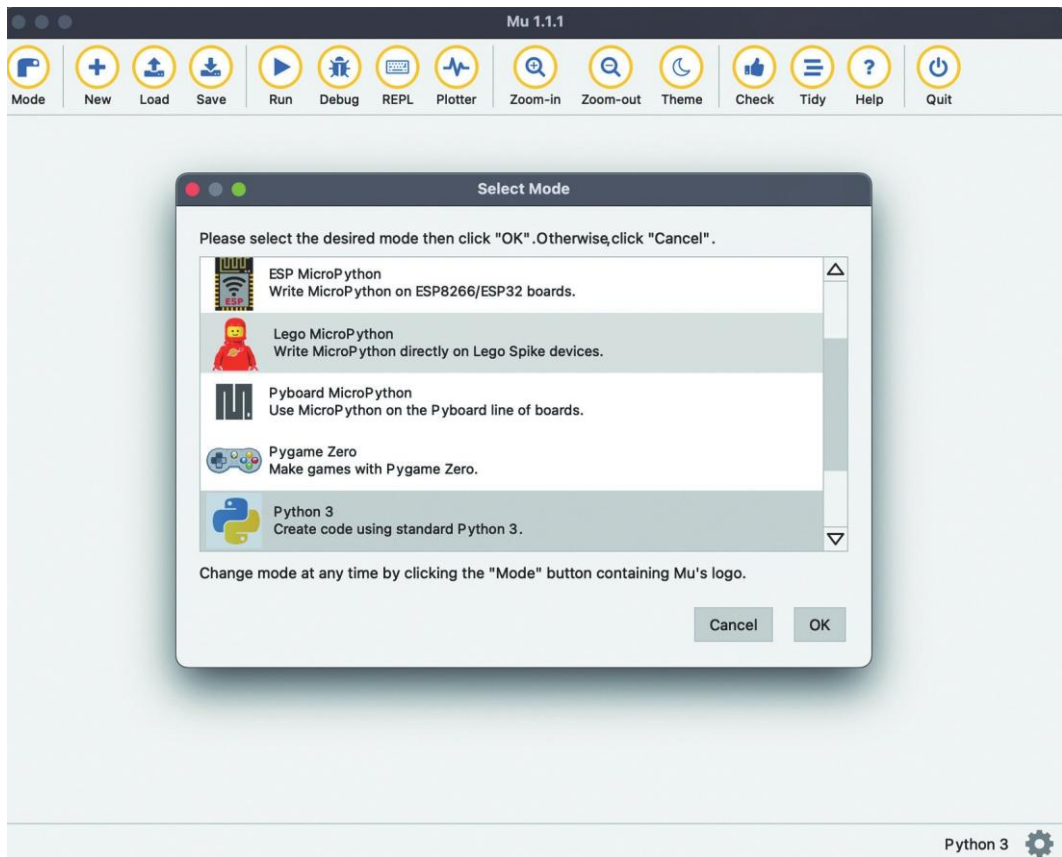 Mu 1.1.1
Mode New Load Save Run Debug REPL Plotter Zoom-in Zoom-out Theme Check Tidy Help Quit
Select Mode
Please select the desired mode then click "OK".Otherwise,click "Cancel".
ESP
ESP MicroPython
Write MicroPython on ESP8266/ESP32 boards.
Lego MicroPython
Write MicroPython directly on Lego Spike devices.
Pyboard MicroPython
Use MicroPython on the Pyboard line of boards.
Pygame Zero
Make games with Pygame Zero.
Python 3
Create code using standard Python 3.
Change mode at any time by clicking the "Mode" button containing Mu's logo.
Cancel OK
Python 3